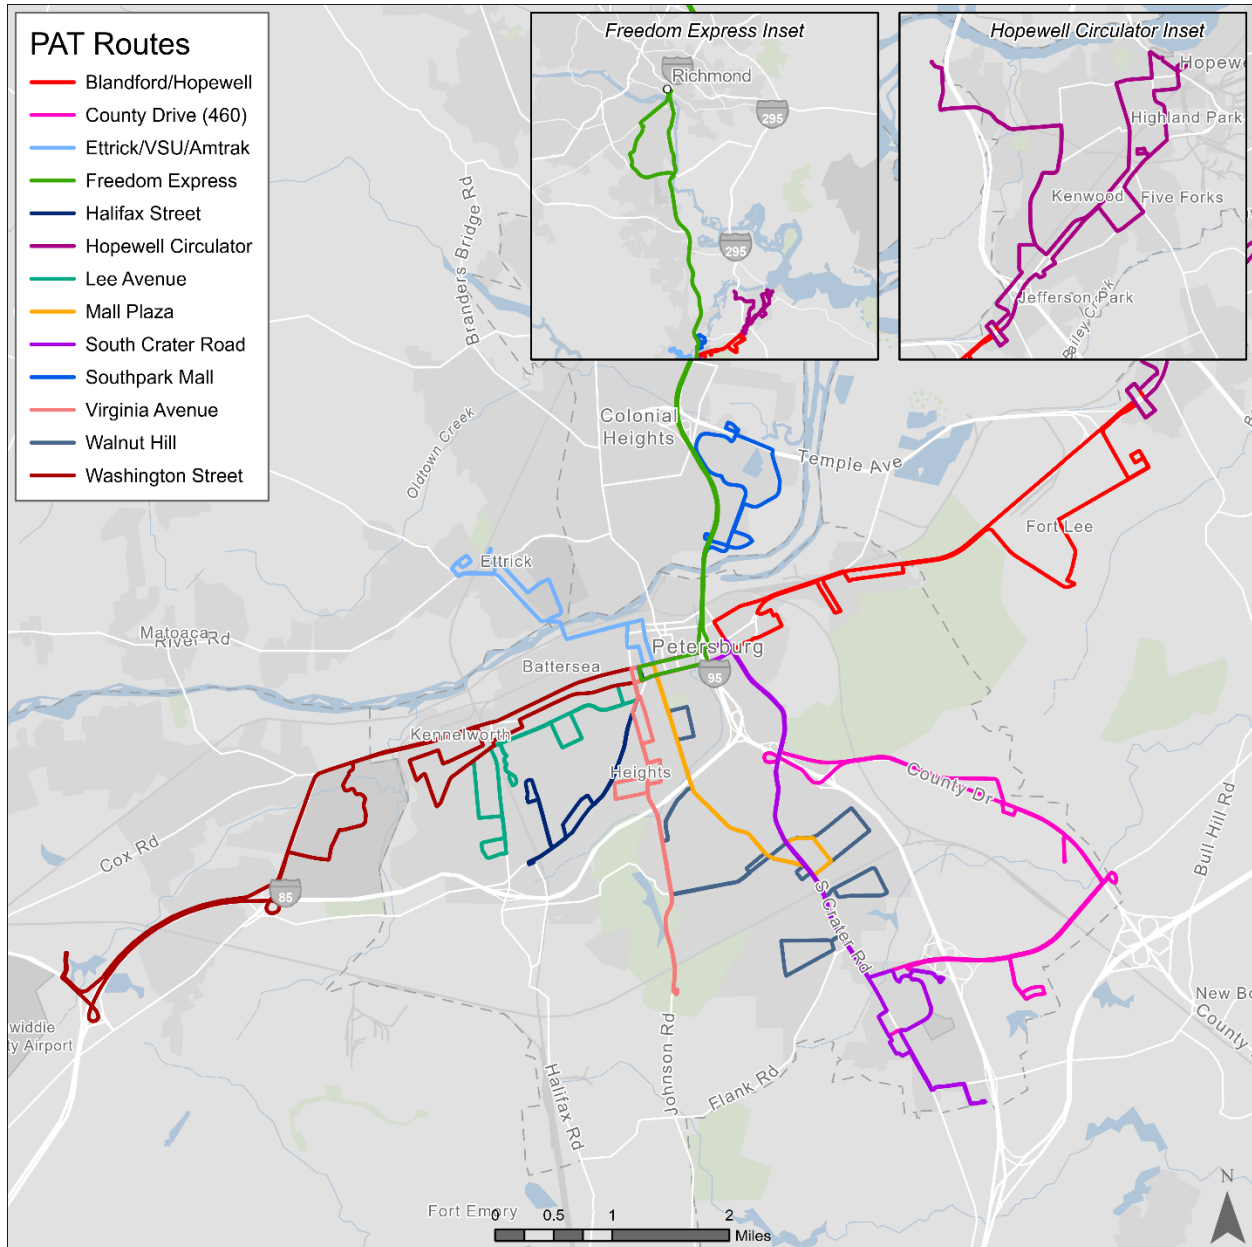 PAT Routes
Blandford/Hopewell
County Drive (460)
Ettrick/VSU/Amtrak
Freedom Express
Halifax Street
Hopewell Circulator
Lee Avenue
Mall Plaza
South Crater Road
Southpark Mall
Virginia Avenue
Walnut Hill
Washington Street
Freedom Express Inset
Richmond
295
295
Hopewell Circulator Inset
Hopew
Highland Park
Kenwood
Five Forks
Jefferson Park
Bailey Creek
Branders Bridge Rd
Oldtown Creek
Colonial
Heights
Temple Ave
Fort Lee
Ettrick
Matoaca
River Rd
Battersea
Petersburg
95
Kennelworth
Heights
County Dr
Bull Hill Rd
Cox Rd
85
S Crater Rd
New Bo
County
widdie
ty Airport
Johnson Rd
Halifax Rd
Flank Rd
Fort Emory
0
0.5
1
2
Miles
N